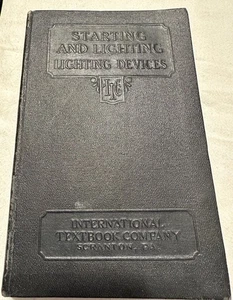 STARTING
AND LIGHTING
LIGHTING DEVICES
INTERNATIONAL
TEXTBOOK COMPANY
SCRANTON, PA.